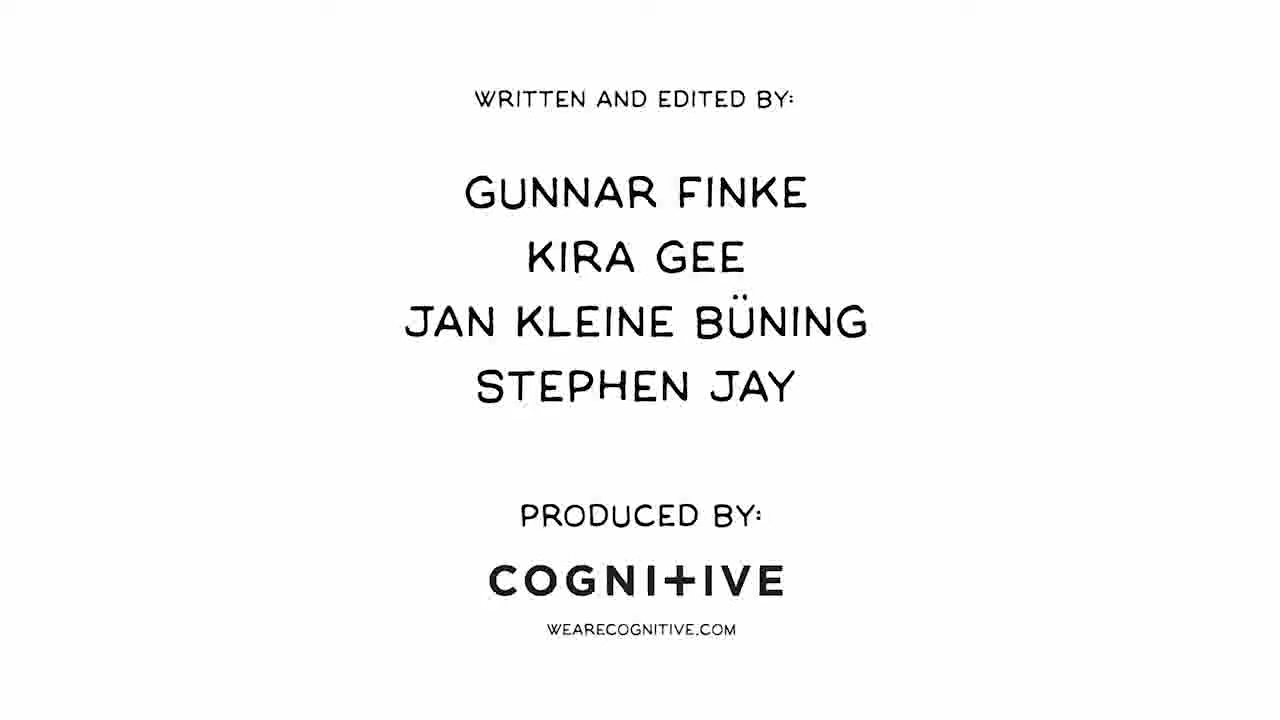 WRITTEN AND EDITED BY:
GUNNAR FINKE
KIRA GEE
JAN KLEINE BÜNING
STEPHEN JAY
PRODUCED BY:
COGNITIVE
WEARECOGNITIVE.COM